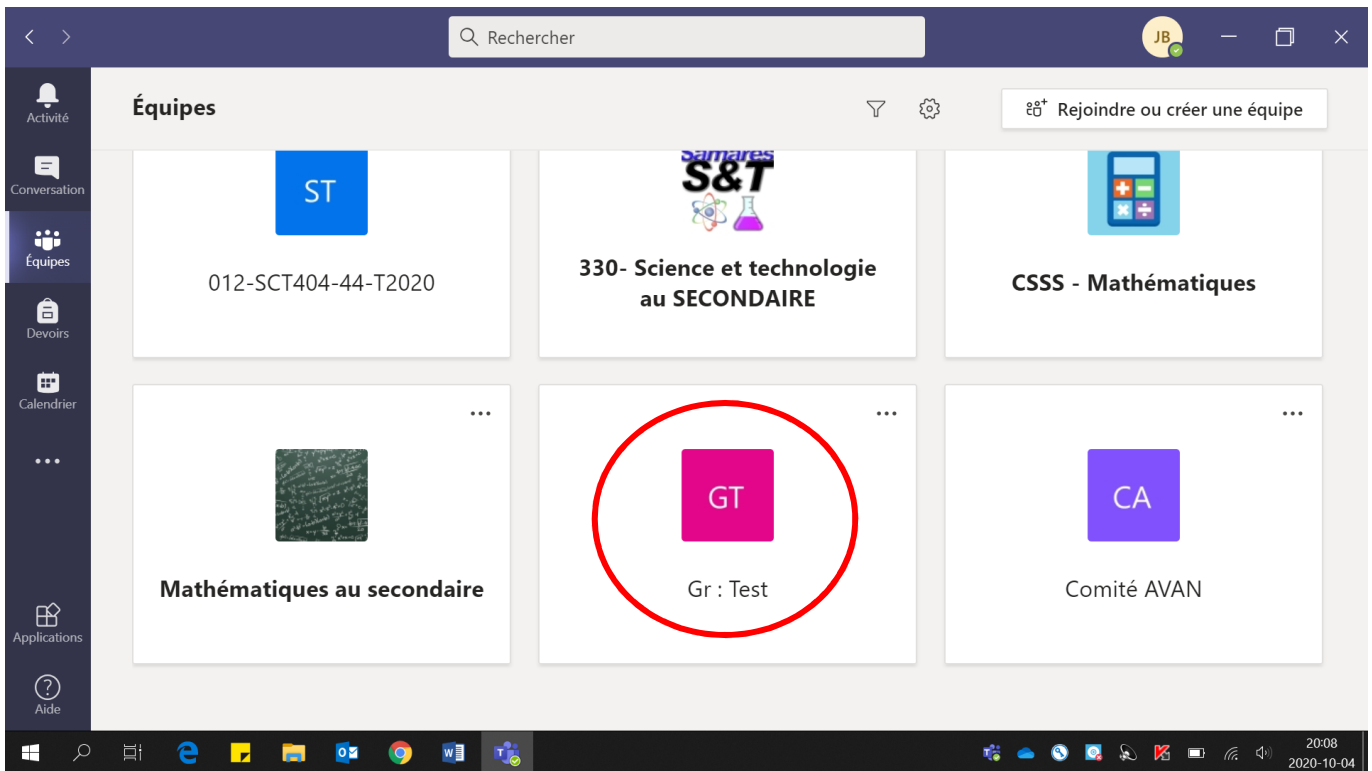 Rechercher
JB
Activité
Conversation
Équipes
Devoirs
Calendrier
Applications
Aide
Équipes
Rejoindre ou créer une équipe
ST
012-SCT404-44-T2020
Samares
S&T
330- Science et technologie
au SECONDAIRE
CSSS - Mathématiques
Mathématiques au secondaire
GT
Gr : Test
CA
Comité AVAN
20:08
2020-10-04